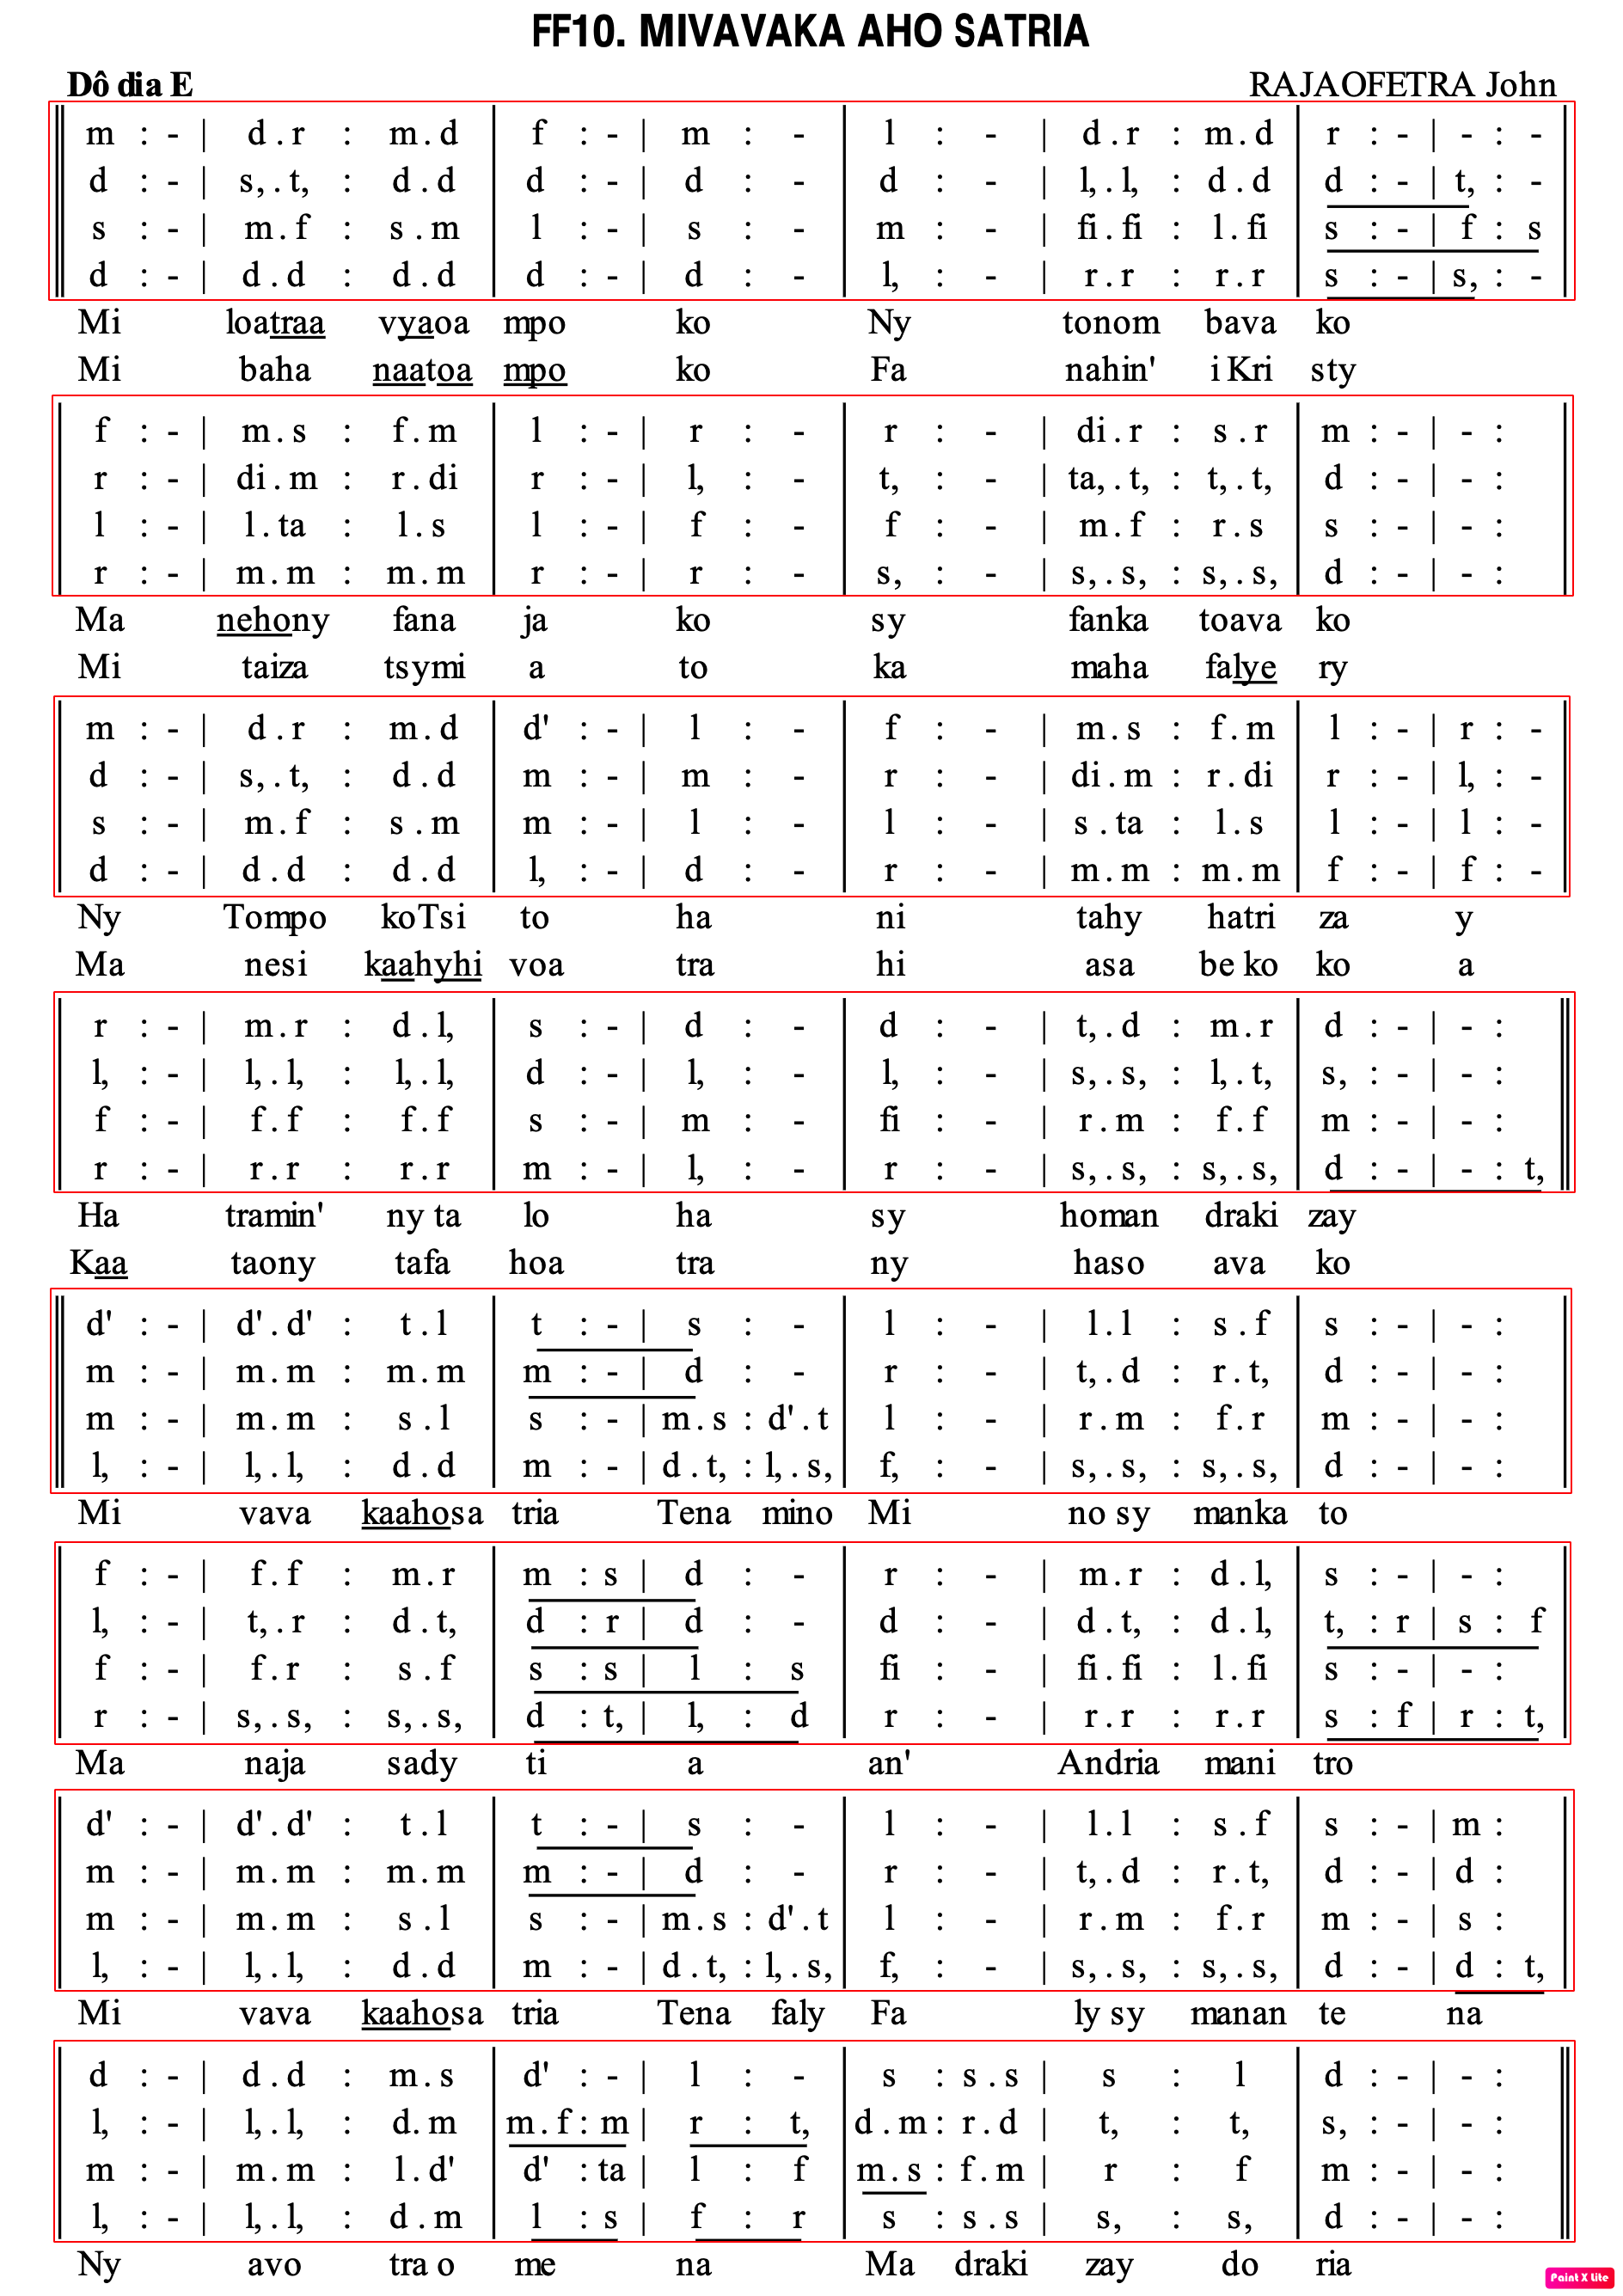 FF10. MIVAVAKA AHO SATRIA
Dô dia E RAJAOFETRA John
m : - | d . r : m . d | f : - | m : - | l : - | d . r : m . d | r : - | - : -
d : - | s, . t, : d . d | d : - | d : - | d : - | l, . l, : d . d | d : - | t, : -
s : - | m . f : s . m | l : - | s : - | m : - | fi . fi : l . fi | s : - | f : s
d : - | d . d : d . d | d : - | d : - | l, : - | r . r : r . r | s : - | s, : -
Mi loatraa vyaoa mpo ko Ny tonom bava ko
Mi baha naatoa mpo ko Fa nahin' i Kri sty
f : - | m . s : f . m | l : - | r : - | r : - | di . r : s . r | m : - | - :
r : - | di . m : r . di | r : - | l, : - | t, : - | ta, . t, : t, . t, | d : - | - :
l : - | l . ta : l . s | l : - | f : - | f : - | m . f : r . s | s : - | - :
r : - | m . m : m . m | r : - | r : - | s, : - | s, . s, : s, . s, | d : - | - :
Ma nehony fana ja ko sy fanka toava ko
Mi taiza tsymi a to ka maha falye ry
m : - | d . r : m . d | d' : - | l : - | f : - | m . s : f . m | l : - | r : -
d : - | s, . t, : d . d | m : - | m : - | r : - | di . m : r . di | r : - | l, : -
s : - | m . f : s . m | m : - | l : - | l : - | s . ta : l . s | l : - | l : -
d : - | d . d : d . d | l, : - | d : - | r : - | m . m : m . m | f : - | f : -
Ny Tompo koTsi to ha ni tahy hatri za y
Ma nesi kaahyhi voa tra hi asa be ko ko a
r : - | m . r : d . l, | s : - | d : - | d : - | t, . d : m . r | d : - | - :
l, : - | l, . l, : l, . l, | d : - | l, : - | l, : - | s, . s, : l, . t, | s, : - | - :
f : - | f . f : f . f | s : - | m : - | fi : - | r . m : f . f | m : - | - :
r : - | r . r : r . r | m : - | l, : - | r : - | s, . s, : s, . s, | d : - | - : t,
Ha tramin' ny ta lo ha sy homan draki zay
Kaa taony tafa hoa tra ny haso ava ko
d' : - | d' . d' : t . l | t : - | s : - | l : - | l . l : s . f | s : - | - :
m : - | m . m : m . m | m : - | d : - | r : - | t, . d : r . t, | d : - | - :
m : - | m . m : s . l | s : - | m . s : d' . t | l : - | r . m : f . r | m : - | - :
l, : - | l, . l, : d . d | m : - | d . t, : l, . s, | f, : - | s, . s, : s, . s, | d : - | - :
Mi vava kaahosa tria Tena mino Mi no sy manka to
f : - | f . f : m . r | m : s | d : - | r : - | m . r : d . l, | s : - | - :
l, : - | t, . r : d . t, | d : r | d : - | d : - | d . t, : d . l, | t, : r | s : f
f : - | f . r : s . f | s : s | l : s | fi : - | fi . fi : l . fi | s : - | - :
r : - | s, . s, : s, . s, | d : t, | l, : d | r : - | r . r : r . r | s : f | r : t,
Ma naja sady ti a an' Andria mani tro
d' : - | d' . d' : t . l | t : - | s : - | l : - | l . l : s . f | s : - | m :
m : - | m . m : m . m | m : - | d : - | r : - | t, . d : r . t, | d : - | d :
m : - | m . m : s . l | s : - | m . s : d' . t | l : - | r . m : f . r | m : - | s :
l, : - | l, . l, : d . d | m : - | d . t, : l, . s, | f, : - | s, . s, : s, . s, | d : - | d : t,
Mi vava kaahosa tria Tena faly Fa ly sy manan te na
d : - | d . d : m . s | d' : - | l : - | s : s . s | s : l | d : - | - :
l, : - | l, . l, : d . m | m . f : m | r : t, | d . m : r . d | t, : t, | s, : - | - :
m : - | m . m : l . d' | d' : ta | l : f | m . s : f . m | r : f | m : - | - :
l, : - | l, . l, : d . m | l : s | f : r | s : s . s | s, : s, | d : - | - :
Ny avo tra o me na Ma draki zay do ria
Paint X Lite